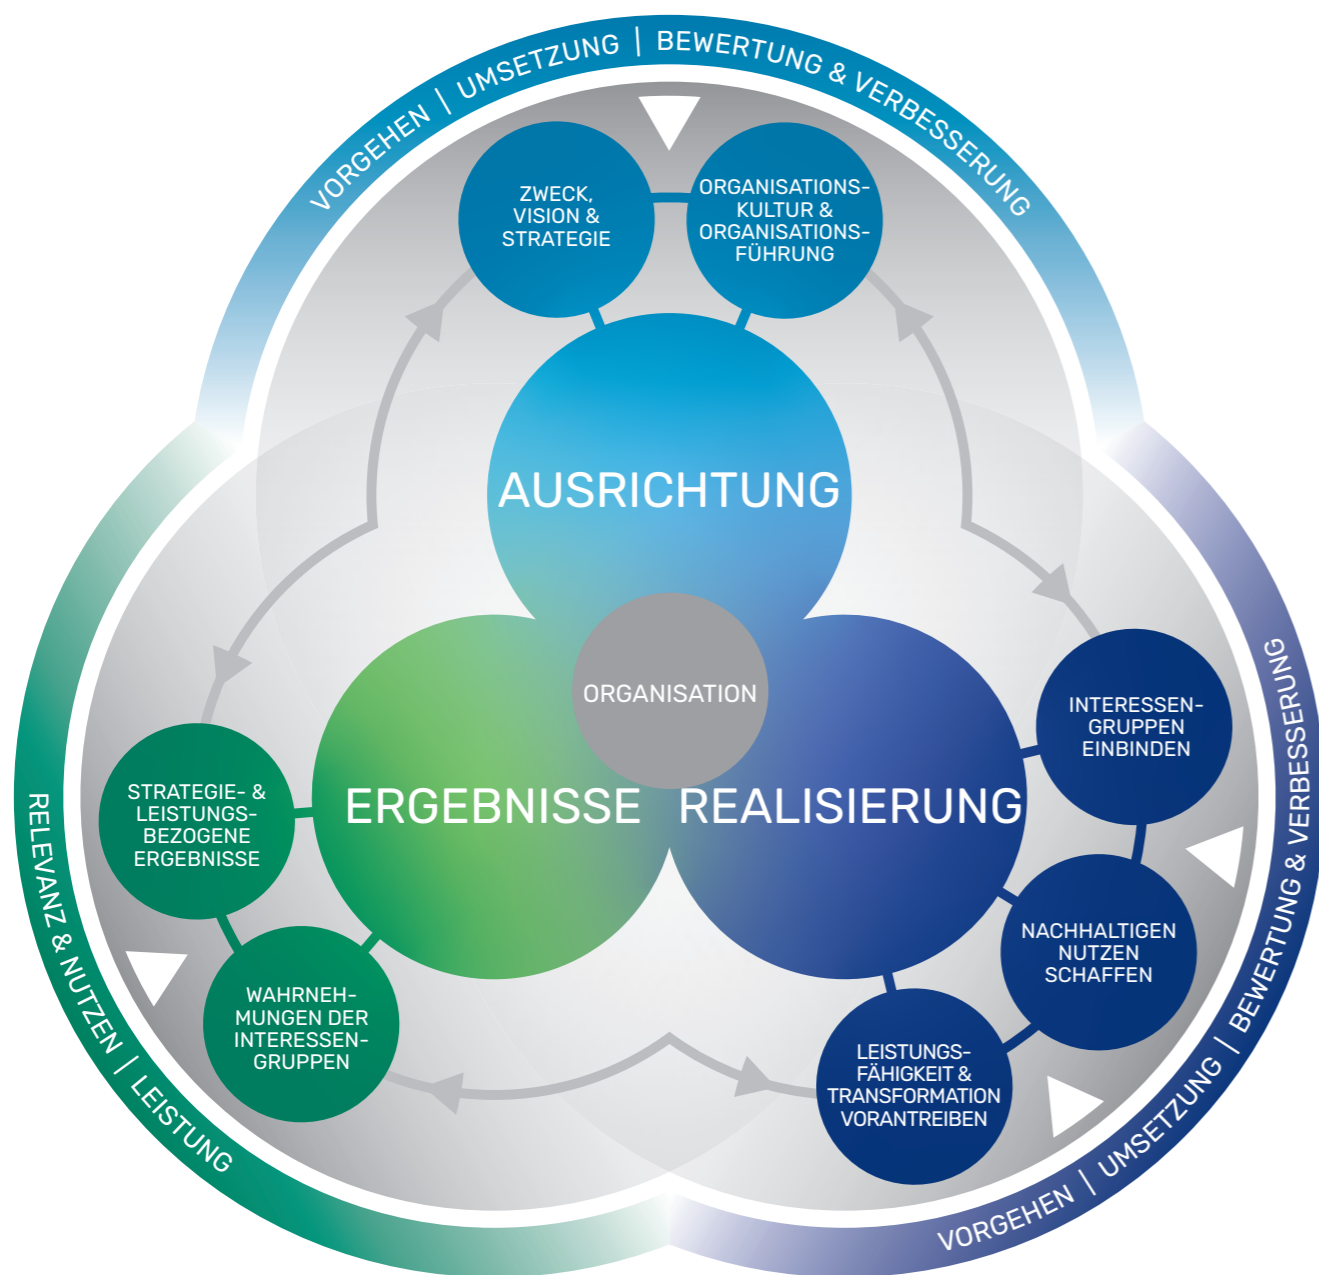 VORGEHEN | UMSETZUNG | BEWERTUNG & VERBESSERUNG
ZWECK,
VISION &
STRATEGIE
ORGANISATIONS-
KULTUR &
ORGANISATIONS-
FÜHRUNG
AUSRICHTUNG
ORGANISATION
ERGEBNISSE
REALISIERUNG
INTERESSEN-
GRUPPEN
EINBINDEN
NACHHALTIGEN
NUTZEN
SCHAFFEN
LEISTUNGS-
FÄHIGKEIT &
TRANSFORMATION
VORANTREIBEN
STRATEGIE- &
LEISTUNGS-
BEZOGENE
ERGEBNISSE
WAHRNEH-
MUNGEN DER
INTERESSEN-
GRUPPEN
RELEVANZ & NUTZEN | LEISTUNG
VORGEHEN | UMSETZUNG | BEWERTUNG & VERBESSERUNG